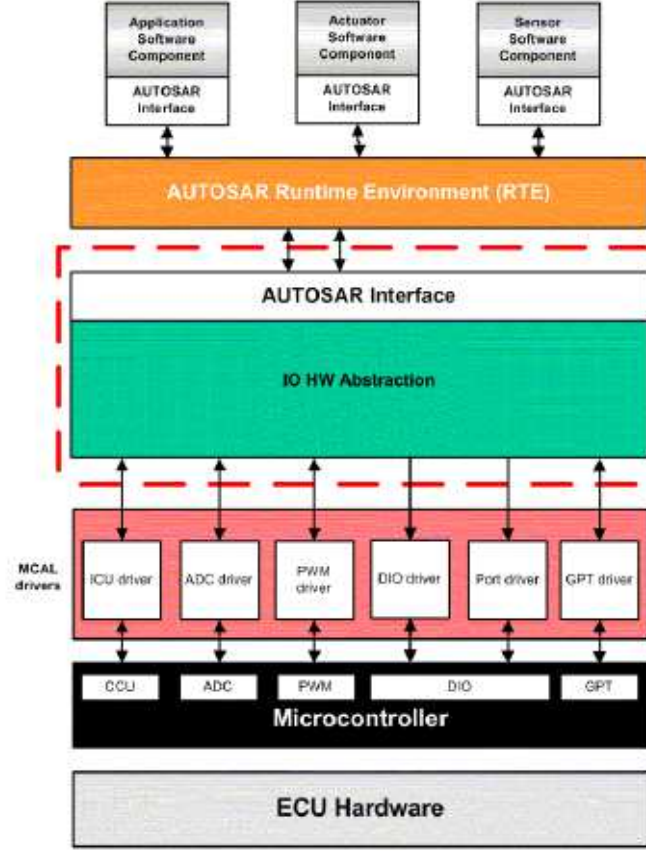 Application
Software
Component
AUTOSAR
Interface
Actuator
Software
Component
AUTOSAR
Interface
Sensor
Software
Component
AUTOSAR
Interface
AUTOSAR Runtime Environment (RTE)
AUTOSAR Interface
IO HW Abstraction
MCAL
drivers
ICU driver
ADC driver
PWM
driver
DIO driver
Port driver
GPT driver
CCU
ADC
PWM
DIO
GPT
Microcontroller
ECU Hardware